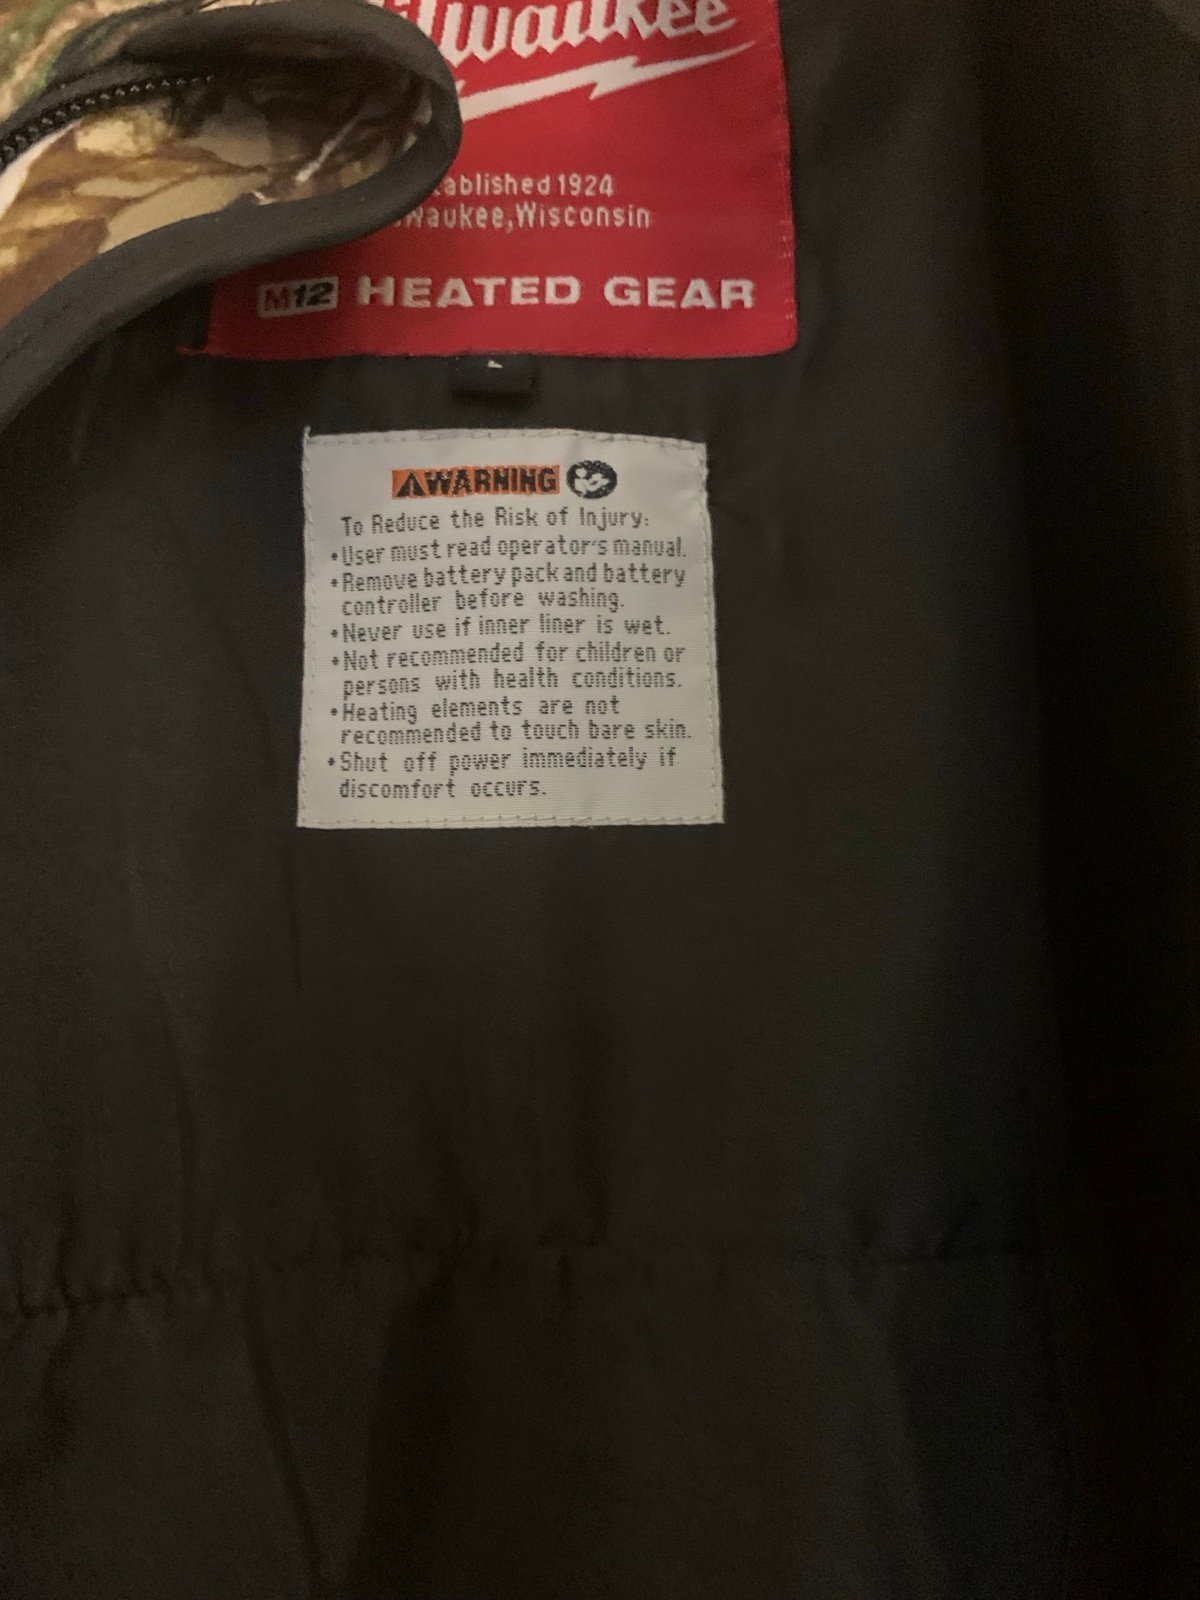 Milwaukee
Established 1924
Milwaukee, Wisconsin
M12 HEATED GEAR
L
WARNING
To Reduce the Risk of Injury:
•User must read operator's manual.
•Remove battery pack and battery
controller before washing.
•Never use if inner liner is wet.
•Not recommended for children or
persons with health conditions.
•Heating elements are not
recommended to touch bare skin.
•Shut off power immediately if
discomfort occurs.